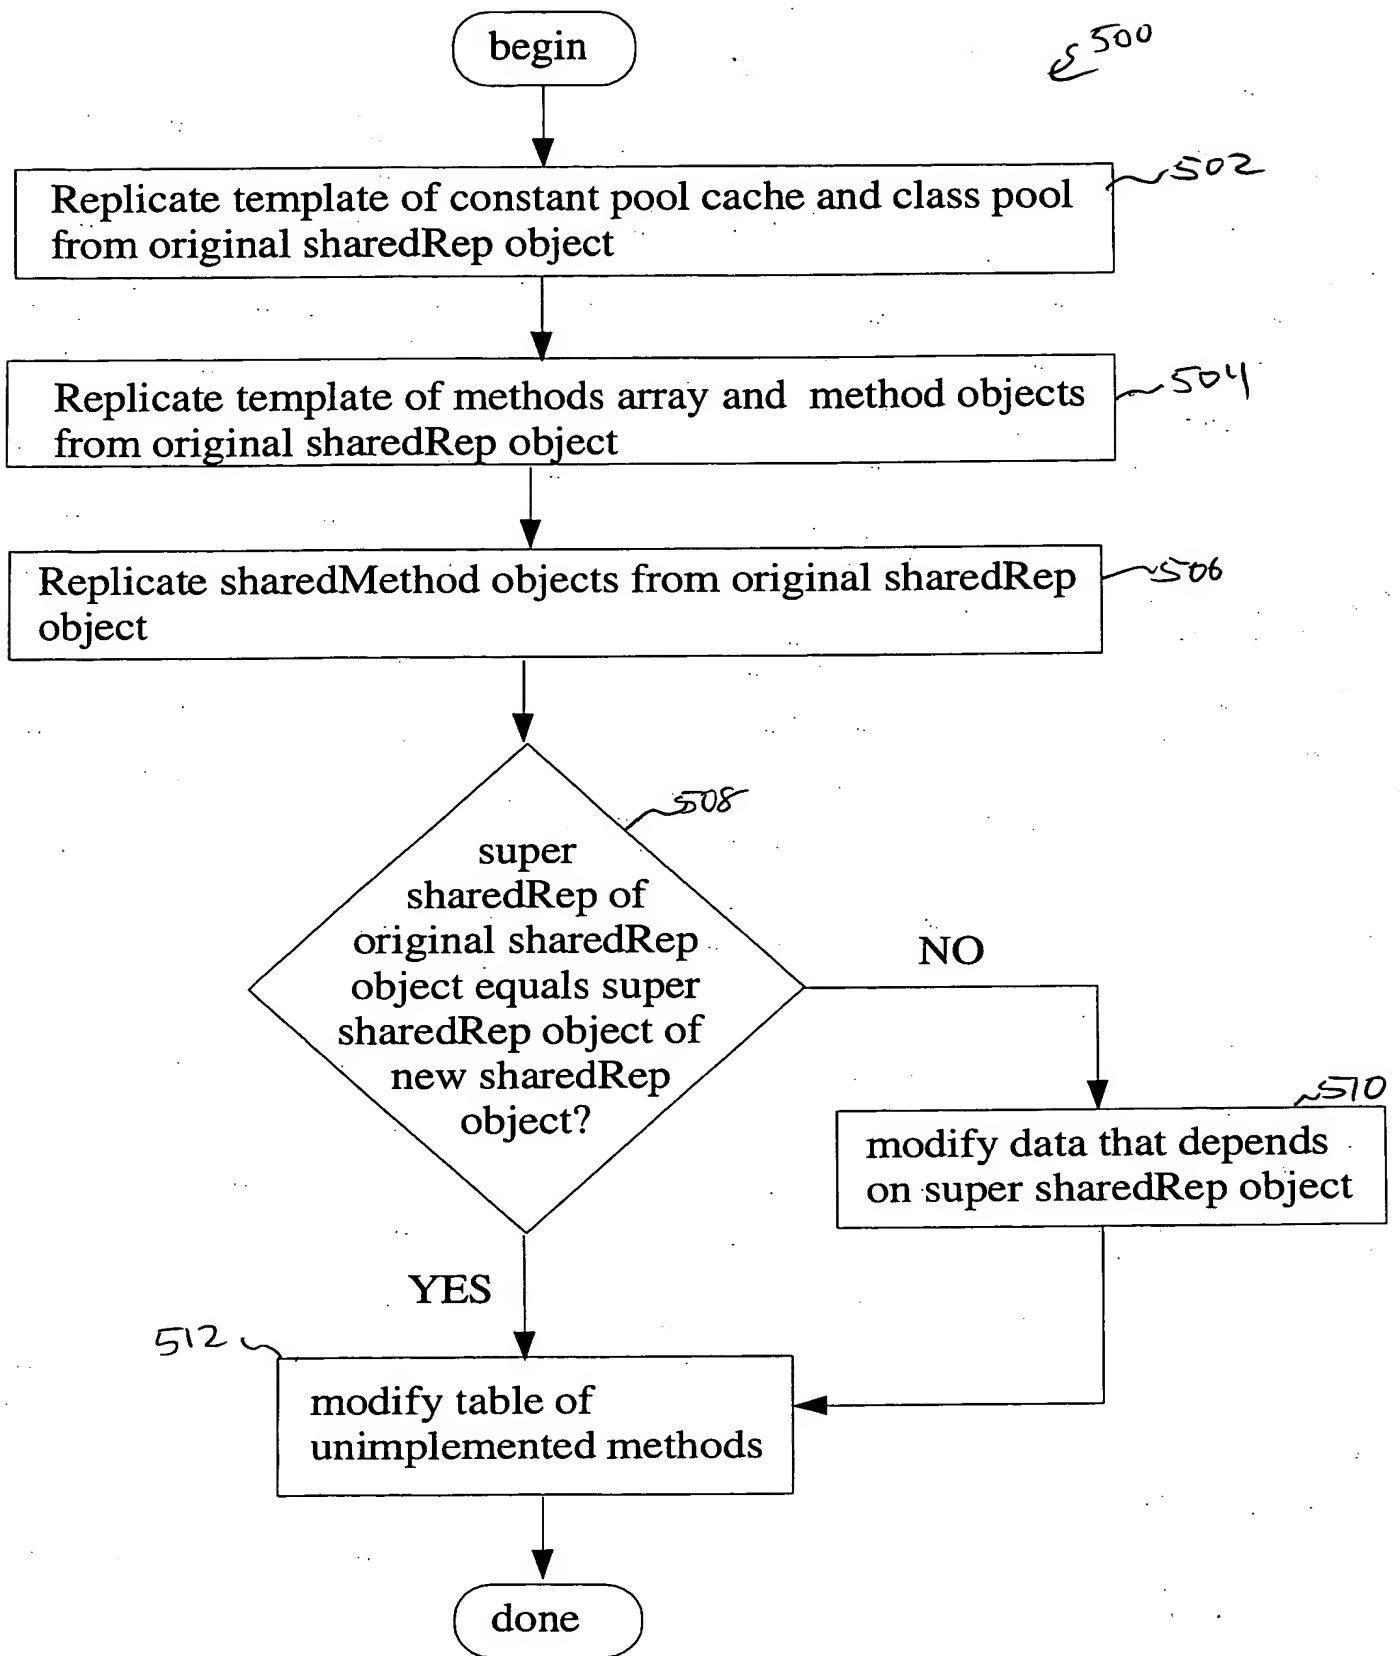 begin
500
502
Replicate template of constant pool cache and class pool
from original sharedRep object
504
Replicate template of methods array and method objects
from original sharedRep object
506
Replicate sharedMethod objects from original sharedRep
object
508
super
sharedRep of
original sharedRep
object equals super
sharedRep object of
new sharedRep
object?
NO
510
modify data that depends
on super sharedRep object
YES
512
modify table of
unimplemented methods
done